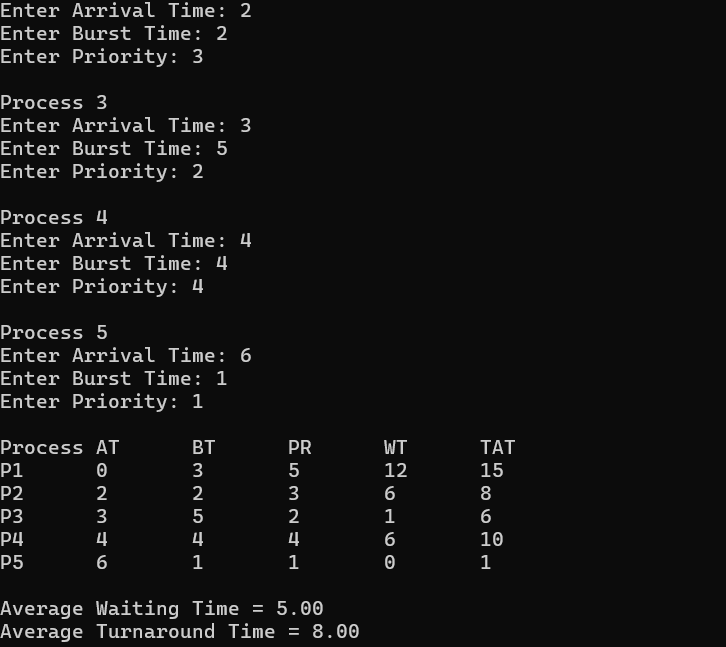 Enter Arrival Time: 2
Enter Burst Time: 2
Enter Priority: 3
Process 3
Enter Arrival Time: 3
Enter Burst Time: 5
Enter Priority: 2
Process 4
Enter Arrival Time: 4
Enter Burst Time: 4
Enter Priority: 4
Process 5
Enter Arrival Time: 6
Enter Burst Time: 1
Enter Priority: 1
Process AT BT PR WT TAT
P1 0 3 5 12 15
P2 2 2 3 6 8
P3 3 5 2 1 6
P4 4 4 4 6 10
P5 6 1 1 0 1
Average Waiting Time = 5.00
Average Turnaround Time = 8.00